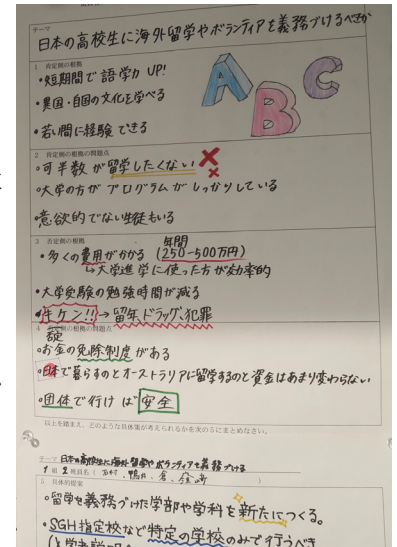 テーマ
日本の高校生に海外留学やボランティアを義務づけるべきか
1 肯定側の根拠
・短期間で語学力UP!
・異国・自国の文化を学べる
・若い間に経験できる
ABC
2 肯定側の根拠の問題点
・可半数が留学したくない
・大学の方がプログラムがしっかりしている
・意欲的でない生徒もいる
3 否定側の根拠
・多くの費用がかかる(年間250-500万円)
↳大学進学に使った方が効率的
・大学受験の勉強時間が減る
・キケン!!→留年、ドラッグ、犯罪
4 否定側の根拠の問題点
・お金の免除制度がある
・日本で暮らすのとオーストラリアに留学するのと資金はあまり変わらない
・団体で行けば安全
以上を踏まえ、どのような具体策が考えられるかを次の5にまとめなさい。
テーマ 日本の高校生に海外留学やボランティアを義務づける
1組 2班員名(
5 具体的提案
・留学を義務づけた学部や学科を新たにつくる。
・SGH指定校など特定の学校のみで行うべき